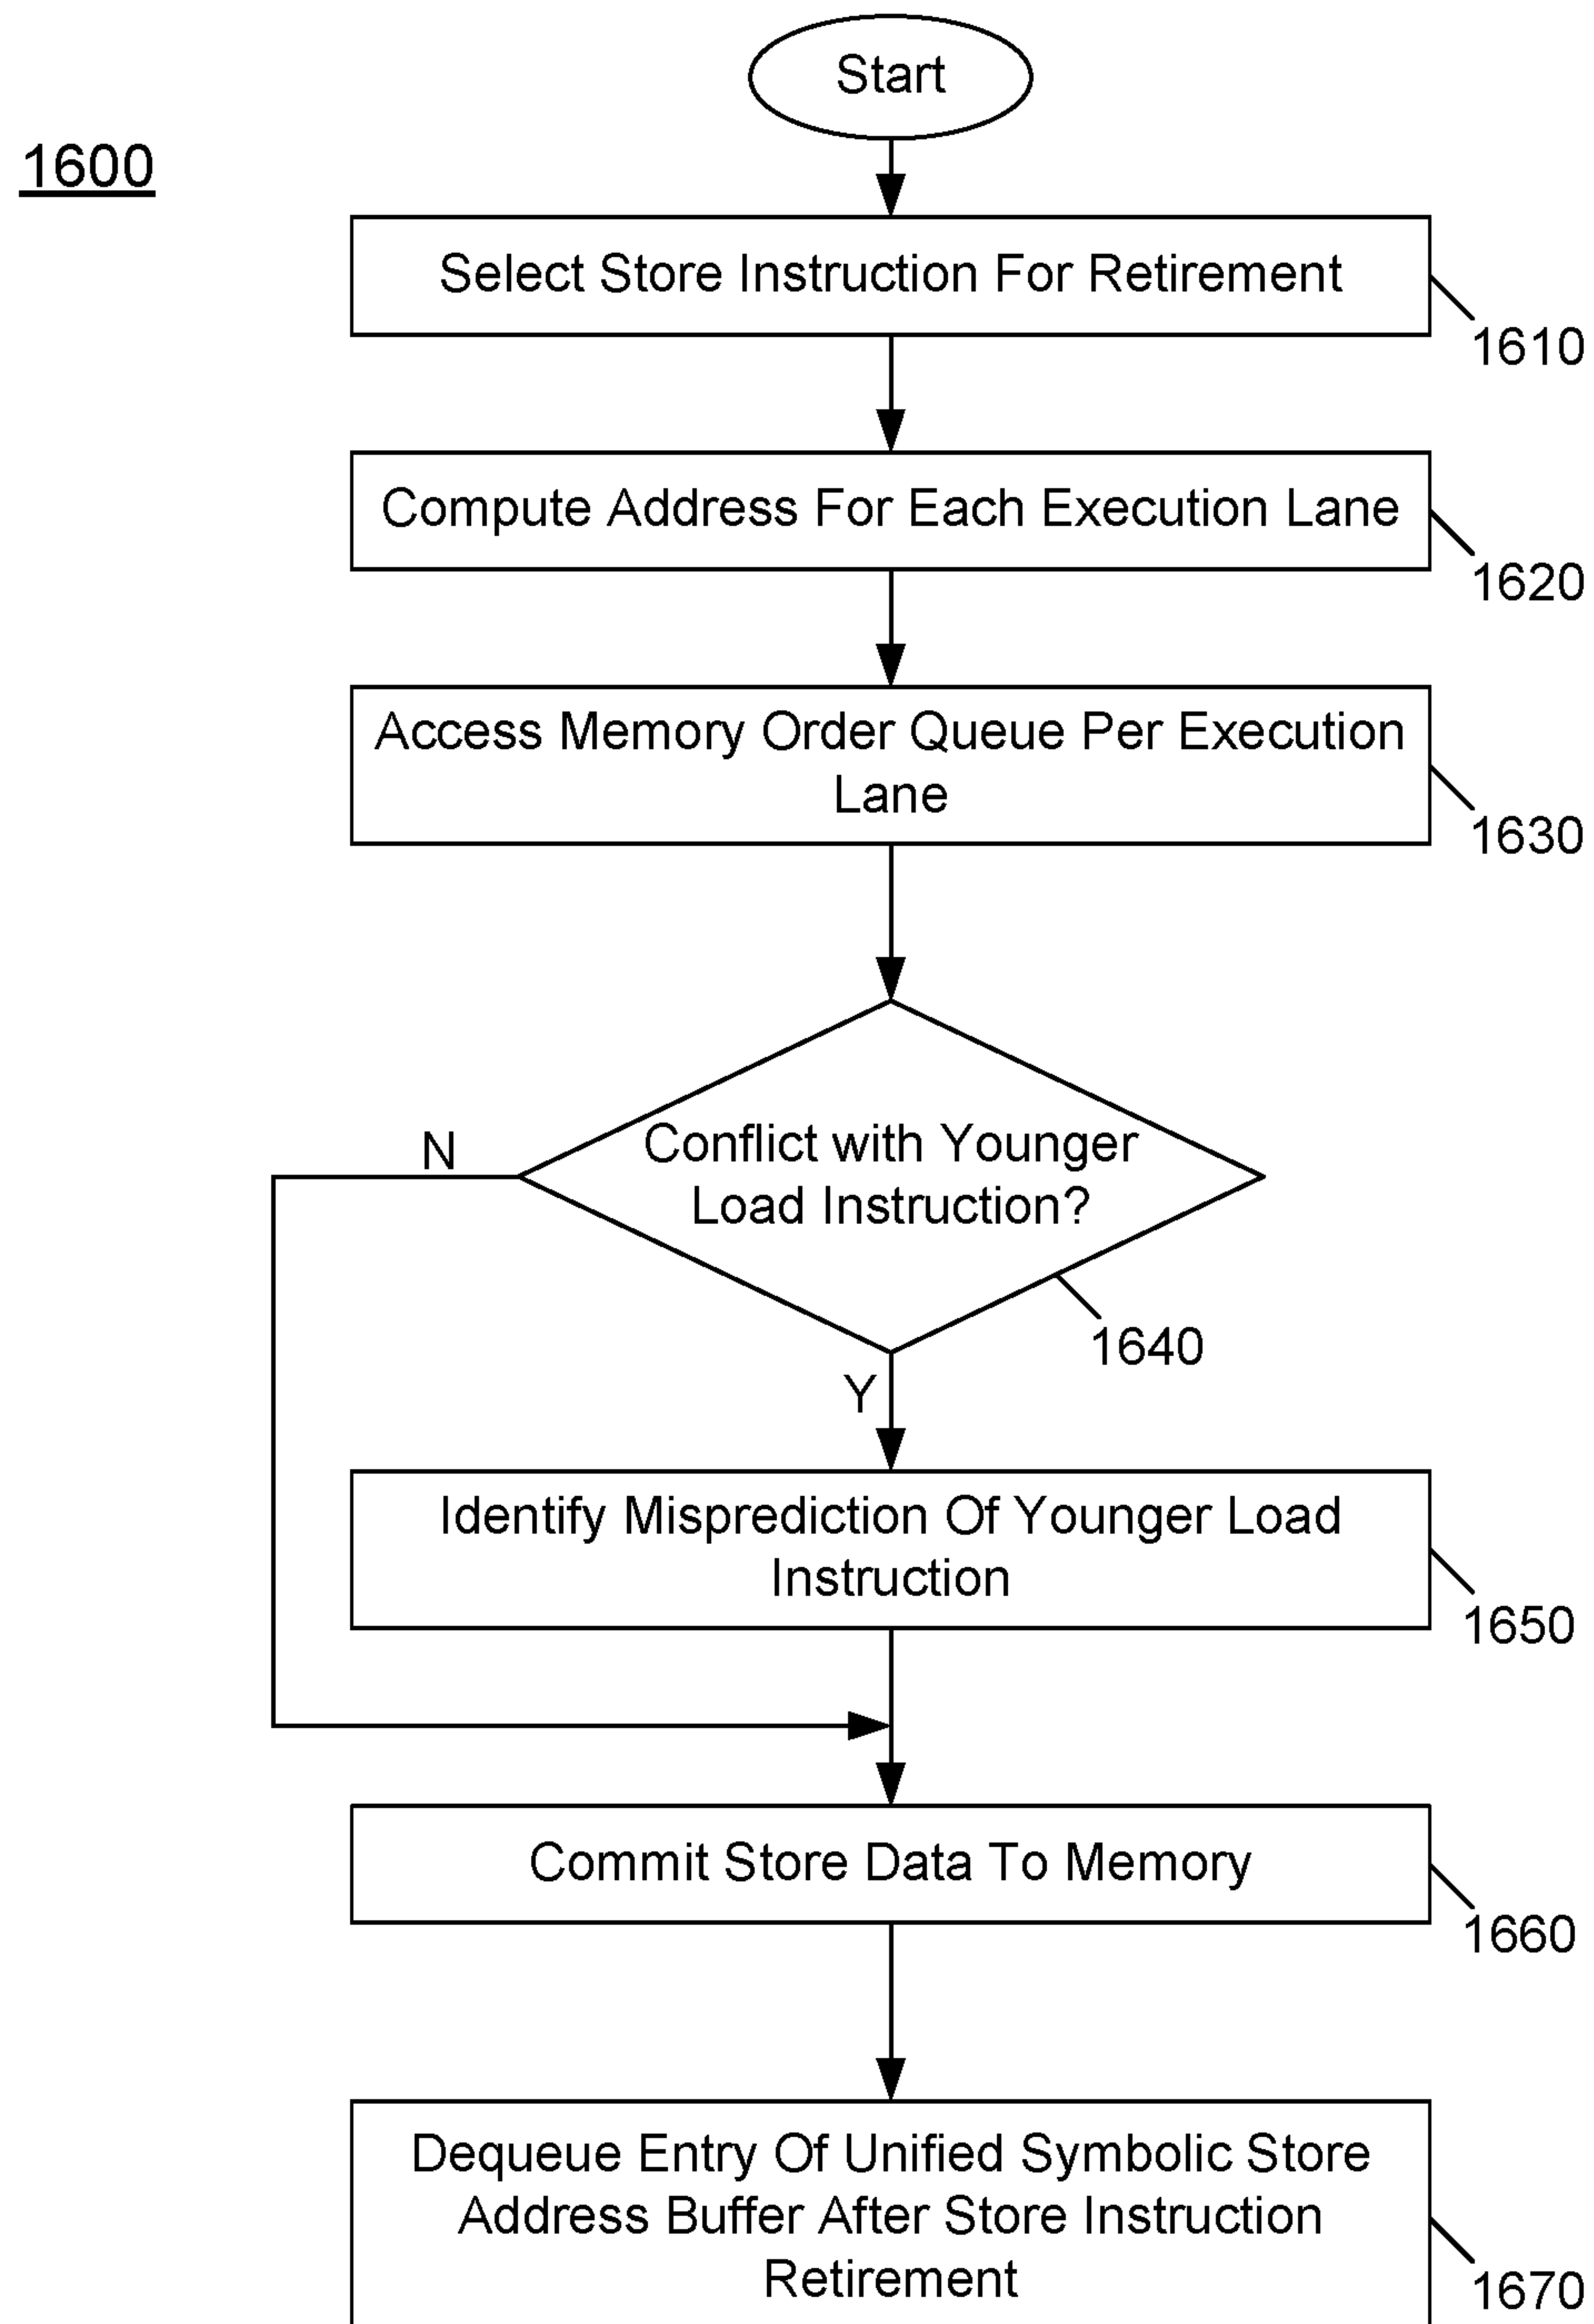 Start
1600
Select Store Instruction For Retirement
1610
Compute Address For Each Execution Lane
1620
Access Memory Order Queue Per Execution
Lane
1630
N
Conflict with Younger
Load Instruction?
1640
Y
Identify Misprediction Of Younger Load
Instruction
1650
Commit Store Data To Memory
1660
Dequeue Entry Of Unified Symbolic Store
Address Buffer After Store Instruction
Retirement
1670